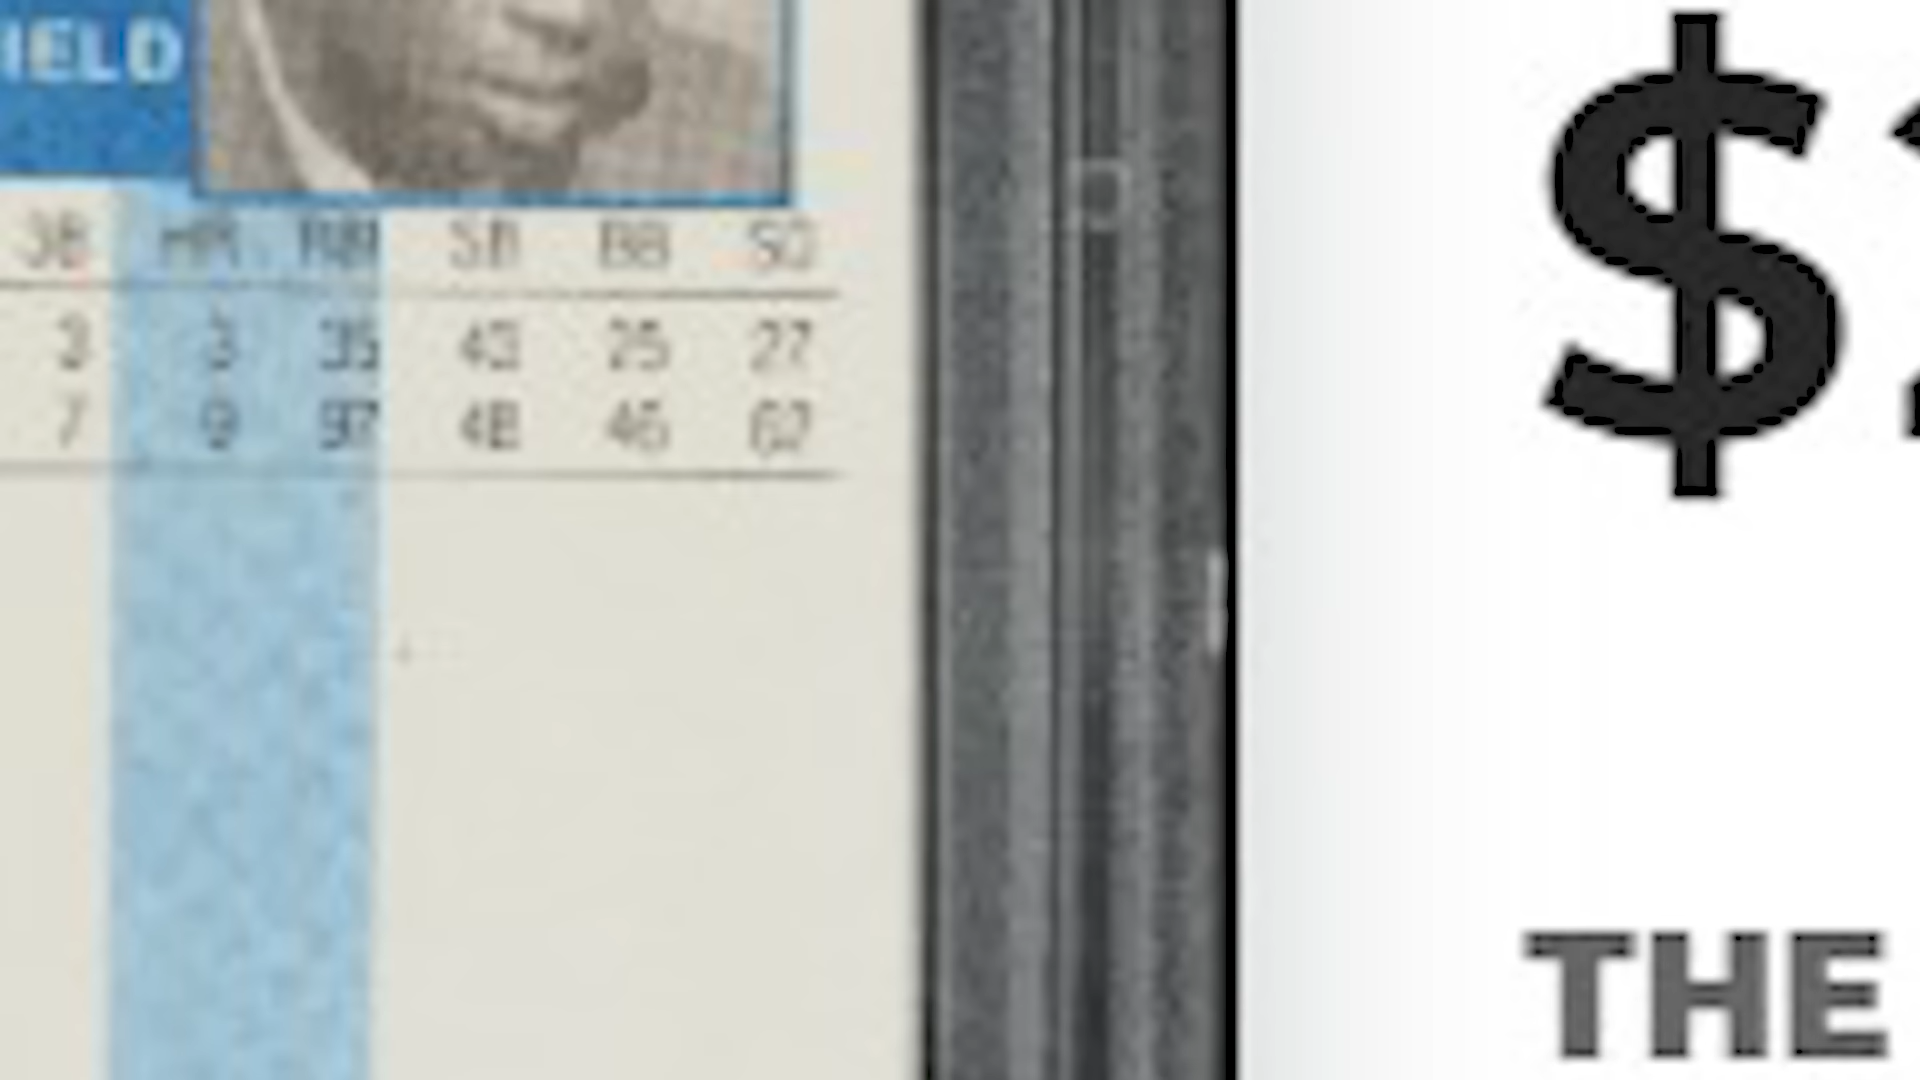 IELD
3B HR RBI SB BB SO
3 3 35 43 25 27
7 9 97 48 46 62
$
THE